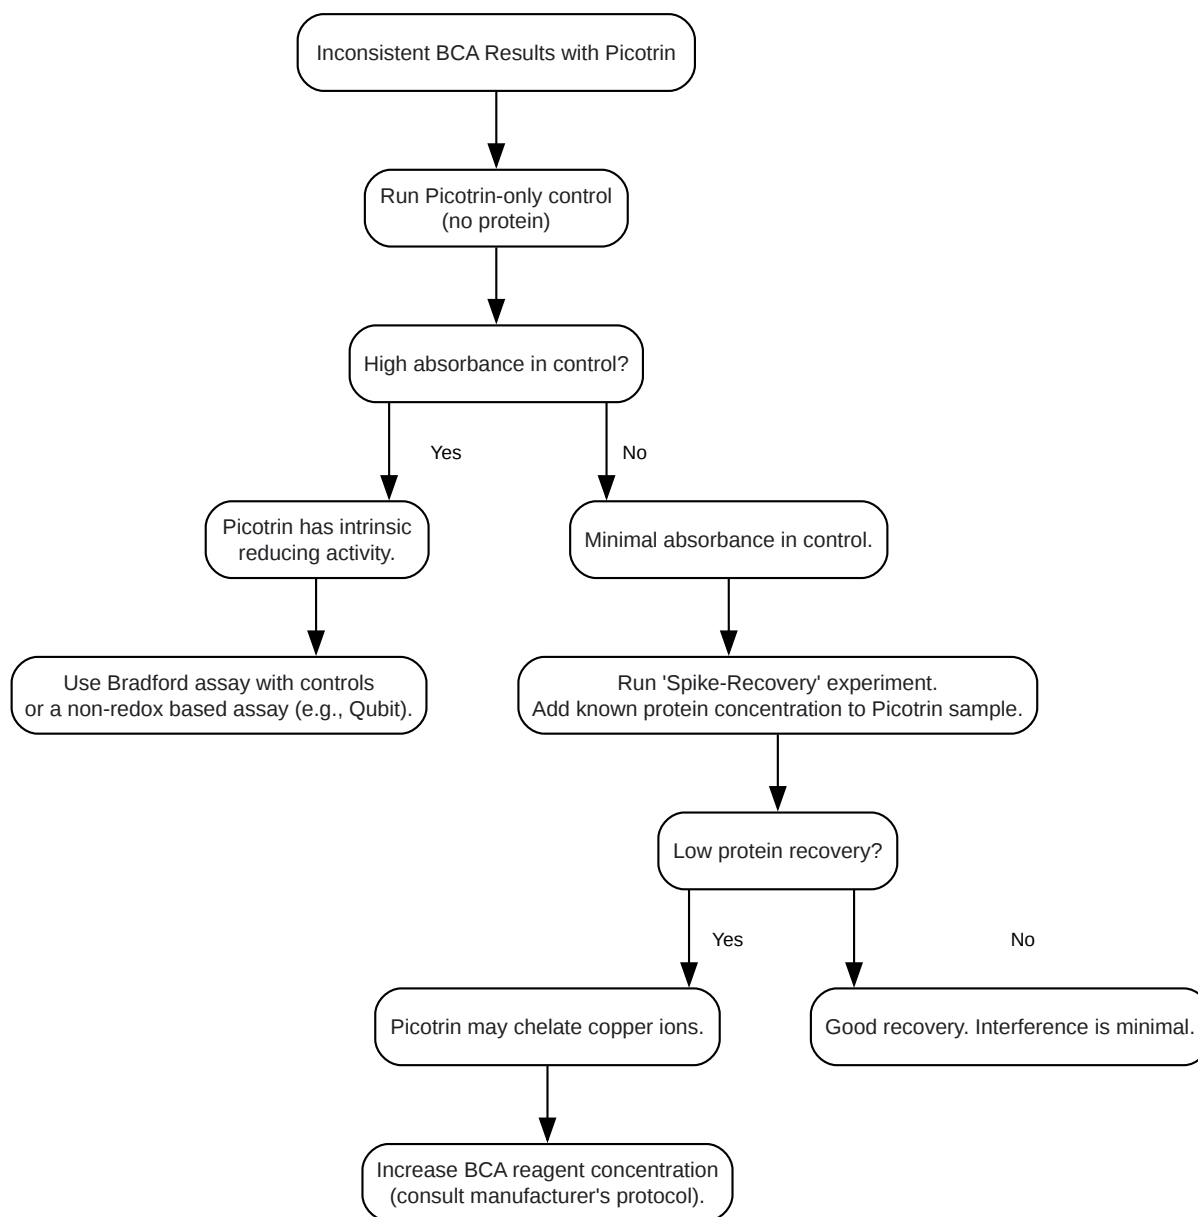 Inconsistent BCA Results with Picotrin
Run Picotrin-only control
(no protein)
High absorbance in control?
Yes
No
Picotrin has intrinsic
reducing activity.
Minimal absorbance in control.
Use Bradford assay with controls
or a non-redox based assay (e.g., Qubit).
Run 'Spike-Recovery' experiment.
Add known protein concentration to Picotrin sample.
Low protein recovery?
Yes
No
Picotrin may chelate copper ions.
Good recovery. Interference is minimal.
Increase BCA reagent concentration
(consult manufacturer's protocol).